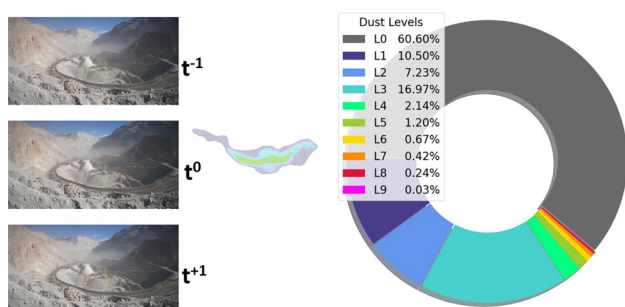 t-1
t0
t+1
Dust Levels
L0 60.60%
L1 10.50%
L2 7.23%
L3 16.97%
L4 2.14%
L5 1.20%
L6 0.67%
L7 0.42%
L8 0.24%
L9 0.03%